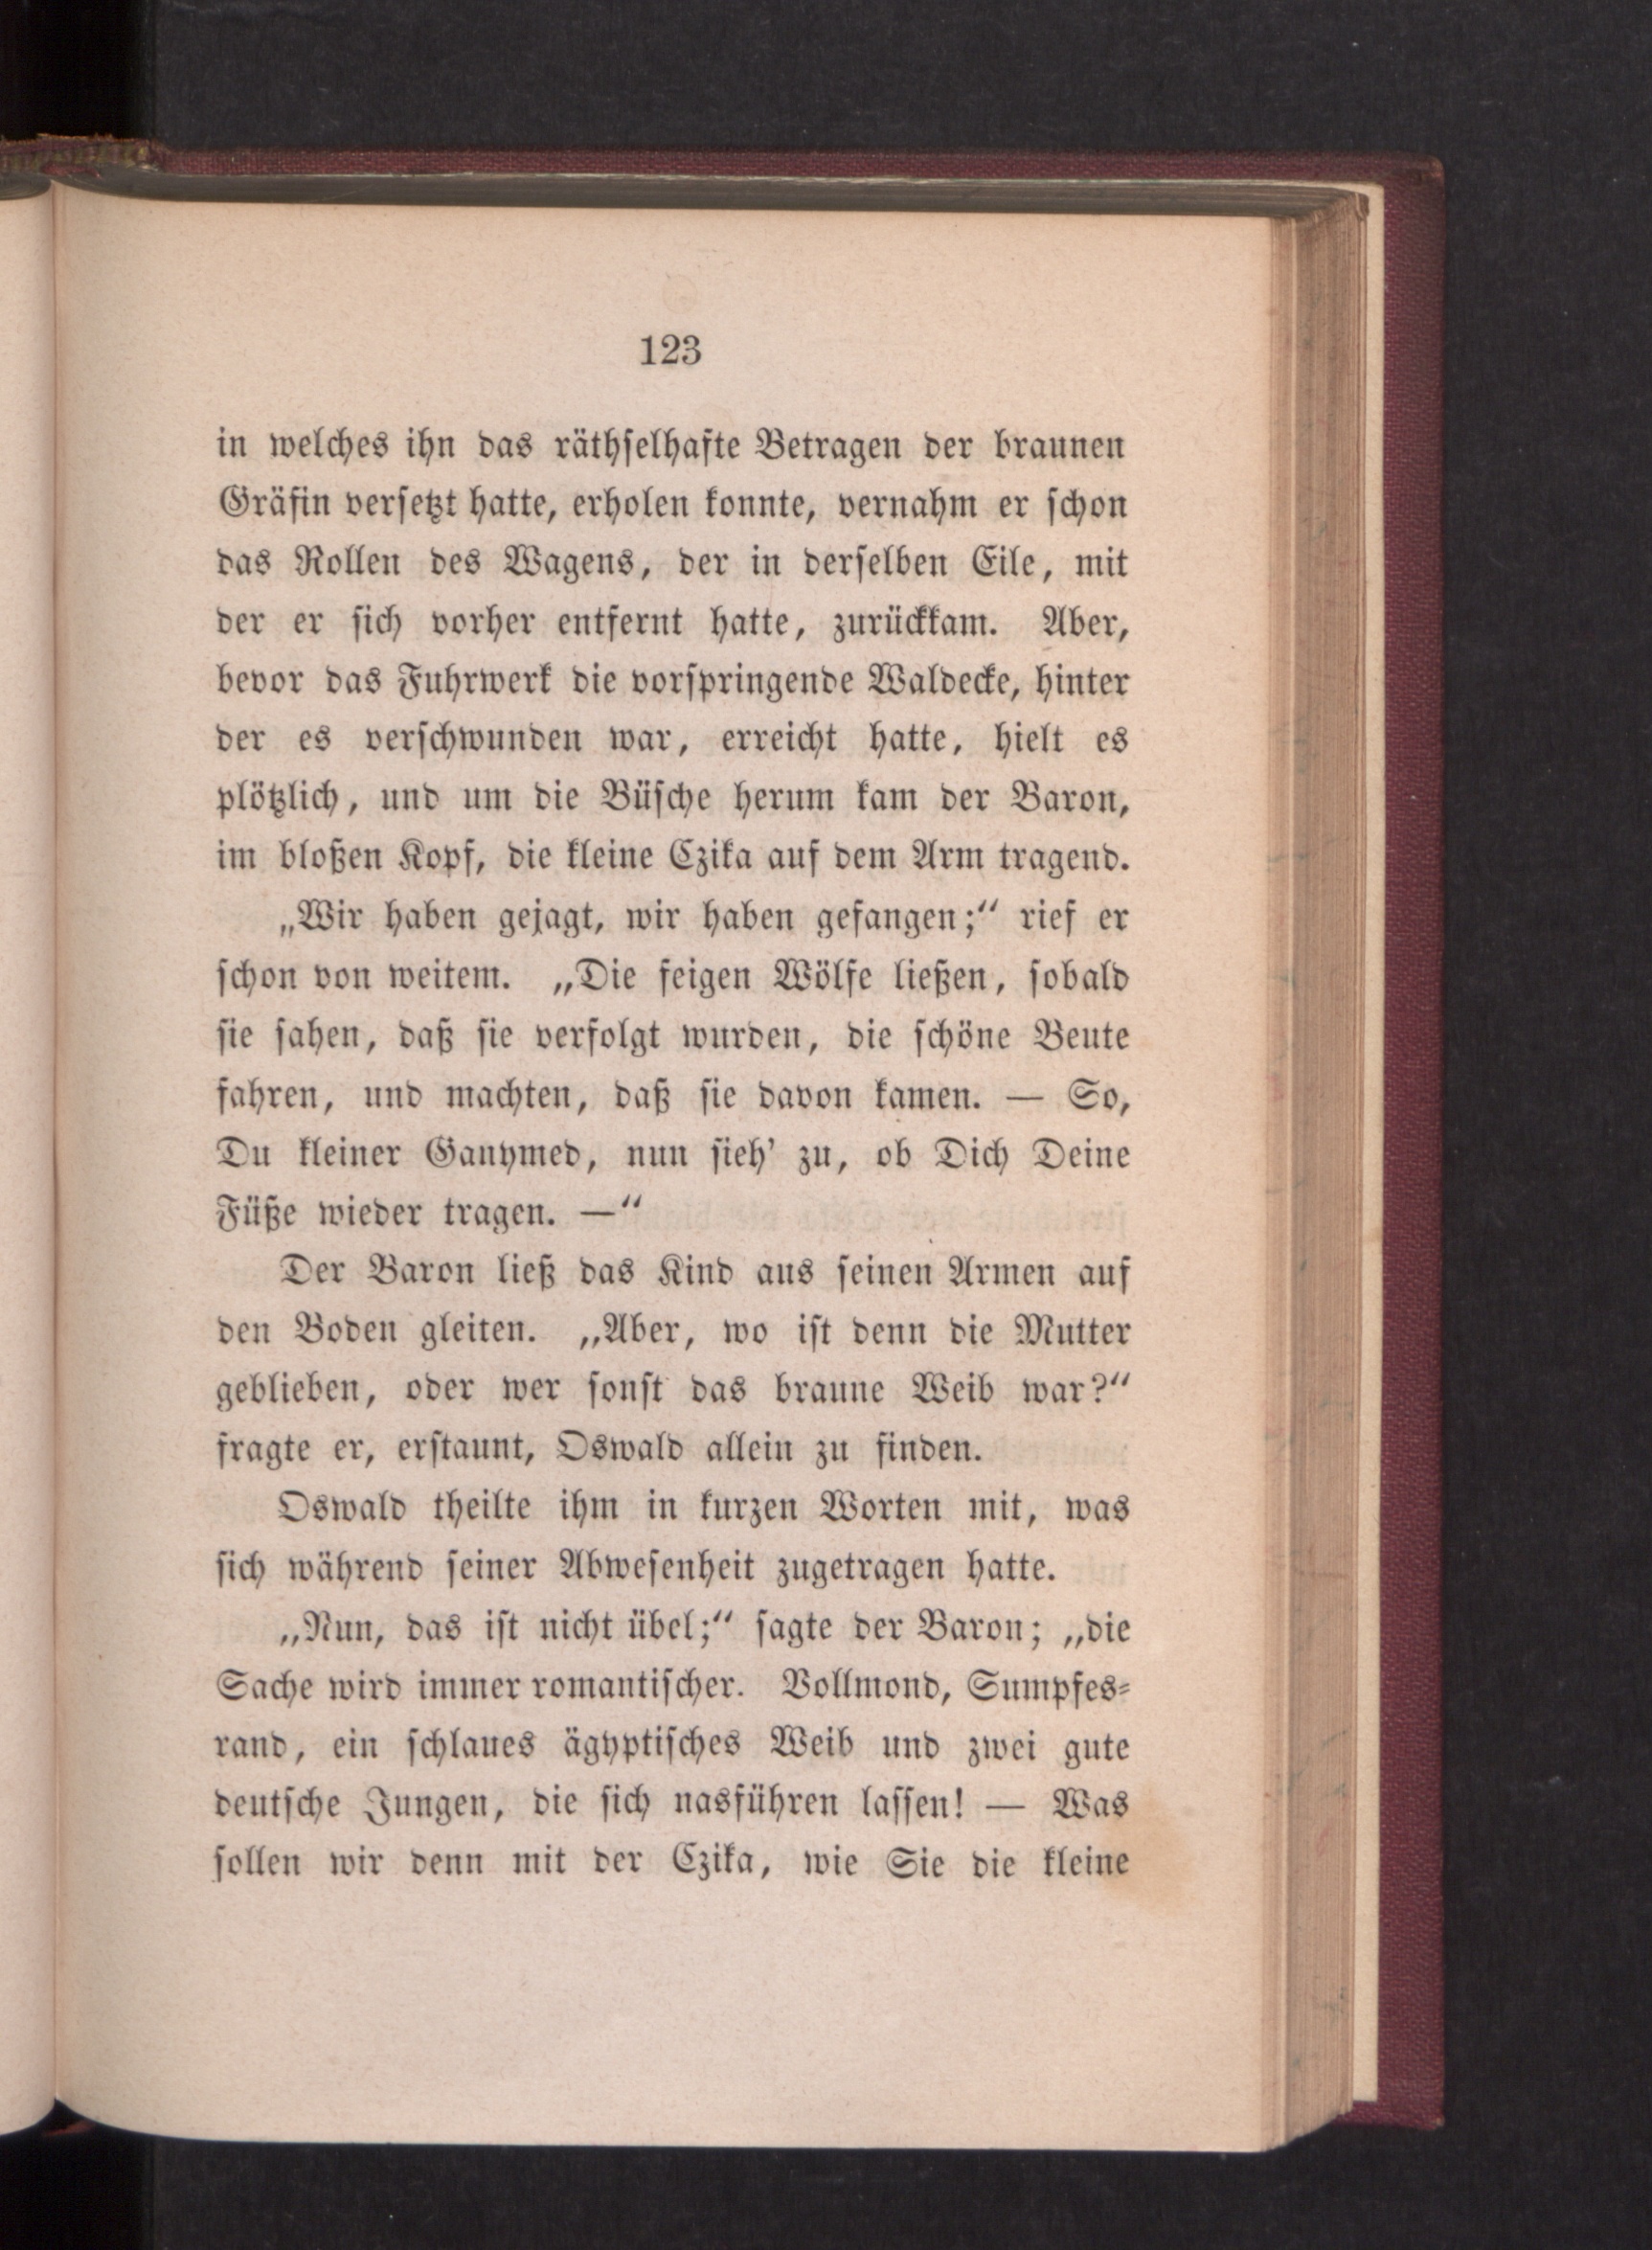 123
in welches ihn das räthselhafte Betragen der braunen
Gräfin versetzt hatte, erholen konnte, vernahm er schon
das Rollen des Wagens, der in derselben Eile, mit
der er sich vorher entfernt hatte, zurückkam. Aber,
bevor das Fuhrwerk die vorspringende Waldecke, hinter
der es verschwunden war, erreicht hatte, hielt es
plötzlich, und um die Büsche herum kam der Baron,
im bloßen Kopf, die kleine Czika auf dem Arm tragend.
„Wir haben gejagt, wir haben gefangen;“ rief er
schon von weitem. „Die feigen Wölfe ließen, sobald
sie sahen, daß sie verfolgt wurden, die schöne Beute
fahren, und machten, daß sie davon kamen. — So,
Du kleiner Ganymed, nun sieh’ zu, ob Dich Deine
Füße wieder tragen. —“
Der Baron ließ das Kind aus seinen Armen auf
den Boden gleiten. „Aber, wo ist denn die Mutter
geblieben, oder wer sonst das braune Weib war?“
fragte er, erstaunt, Oswald allein zu finden.
Oswald theilte ihm in kurzen Worten mit, was
sich während seiner Abwesenheit zugetragen hatte.
„Nun, das ist nicht übel;“ sagte der Baron; „die
Sache wird immer romantischer. Vollmond, Sumpfes-
rand, ein schlaues ägyptisches Weib und zwei gute
deutsche Jungen, die sich nasführen lassen! — Was
sollen wir denn mit der Czika, wie Sie die kleine